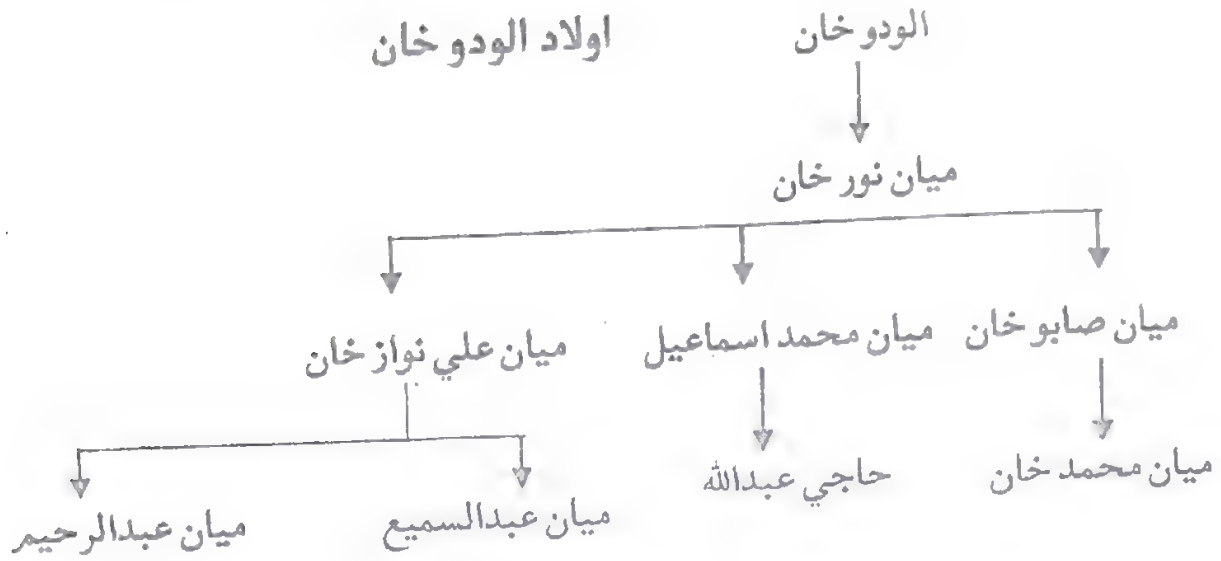 الودو خان
اولاد الودو خان
ميان نور خان
ميان صابو خان
ميان محمد اسماعيل
ميان علي نواز خان
ميان محمد خان
حاجي عبدالله
ميان عبدالسميع
ميان عبدالرحيم